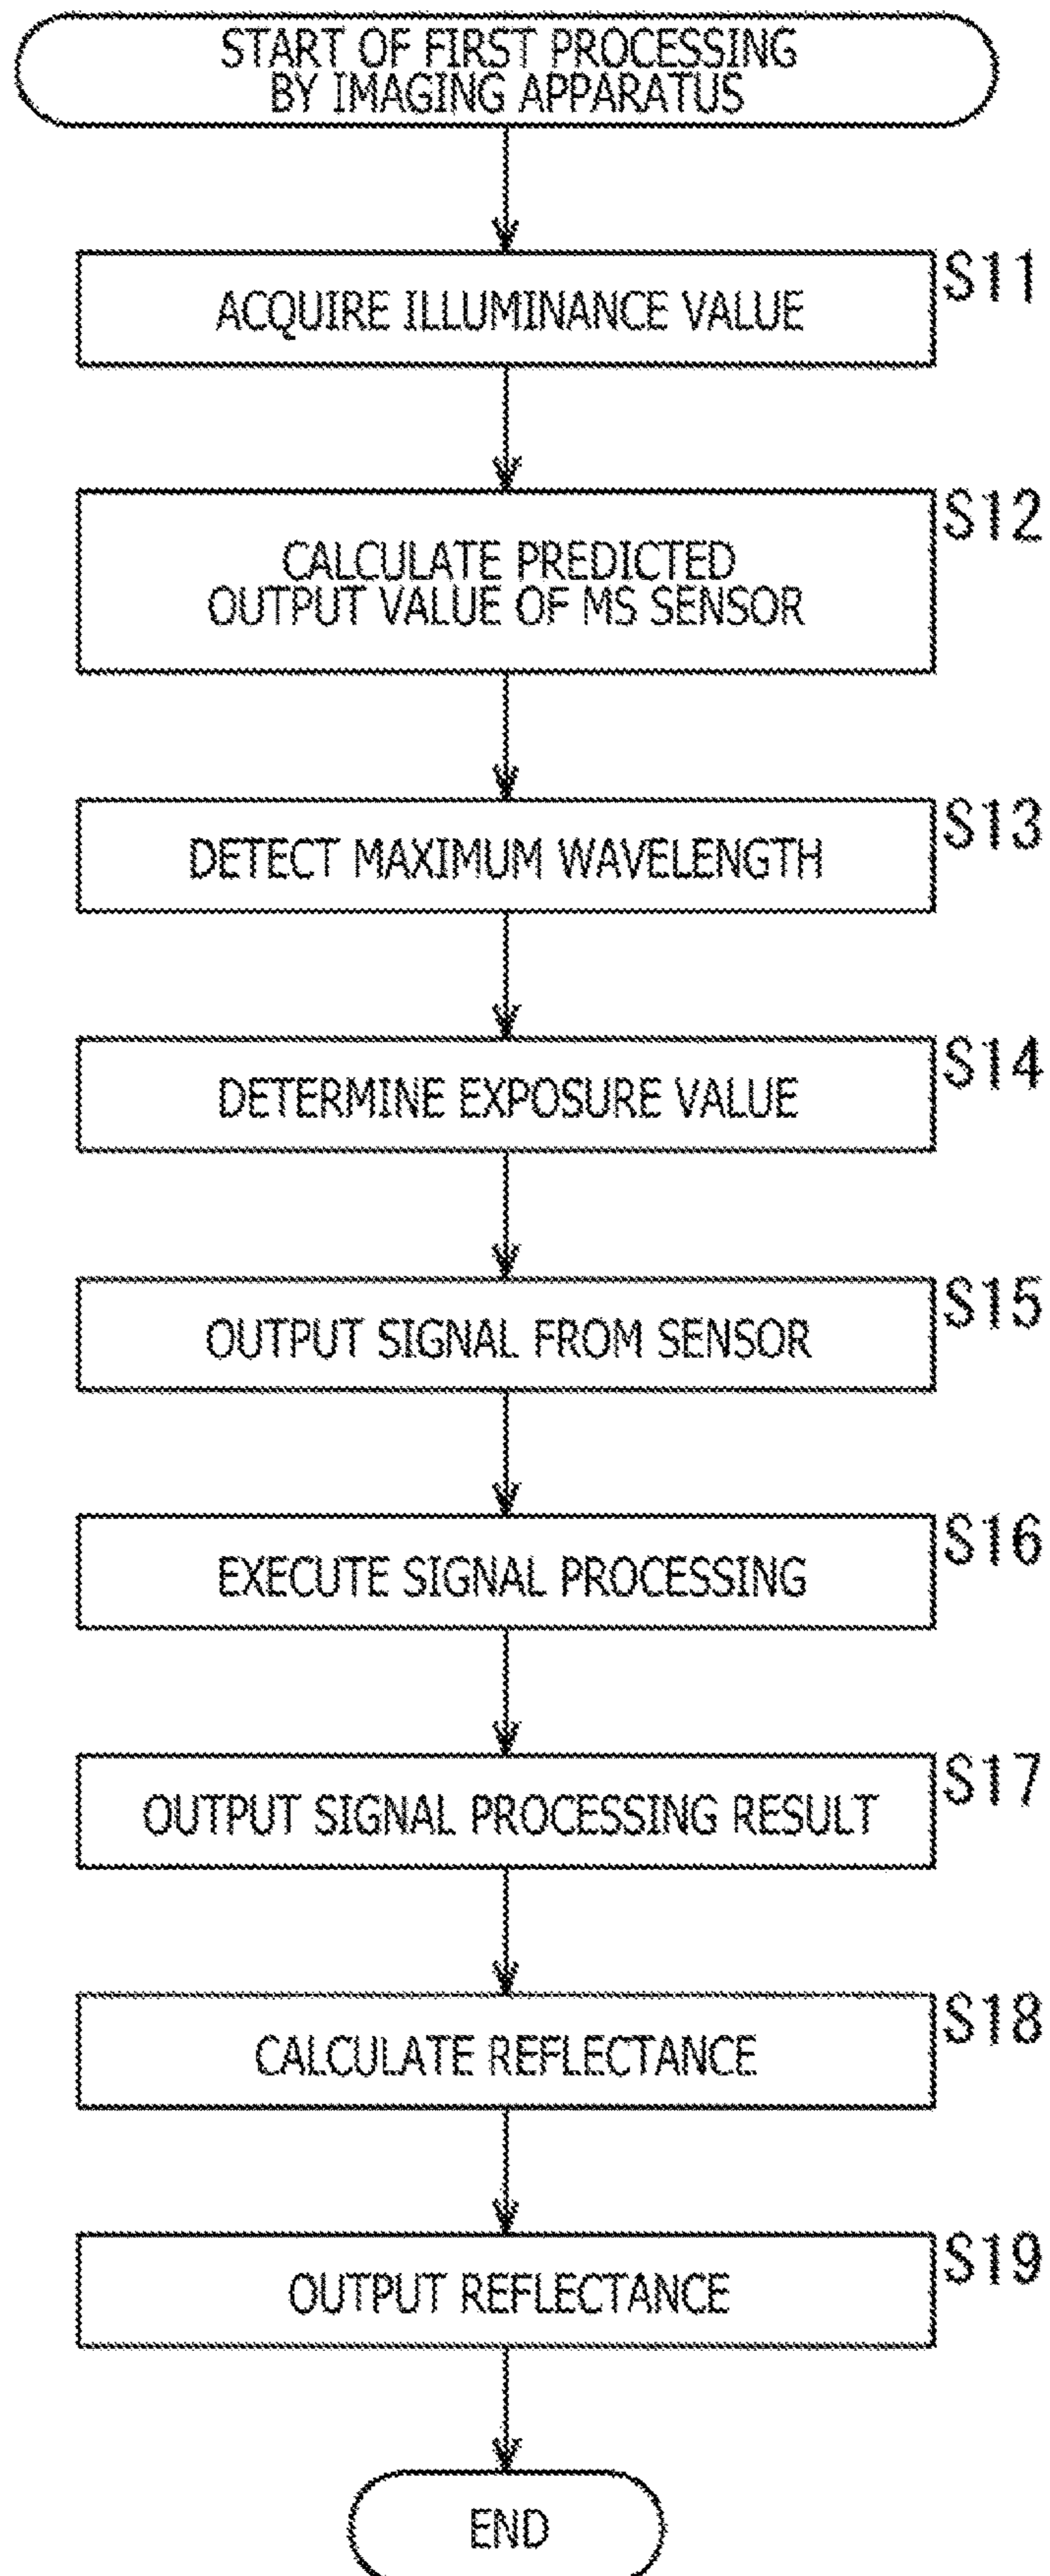 START OF FIRST PROCESSING
BY IMAGING APPARATUS
S11
ACQUIRE ILLUMINANCE VALUE
S12
CALCULATE PREDICTED
OUTPUT VALUE OF MS SENSOR
S13
DETECT MAXIMUM WAVELENGTH
S14
DETERMINE EXPOSURE VALUE
S15
OUTPUT SIGNAL FROM SENSOR
S16
EXECUTE SIGNAL PROCESSING
S17
OUTPUT SIGNAL PROCESSING RESULT
S18
CALCULATE REFLECTANCE
S19
OUTPUT REFLECTANCE
END